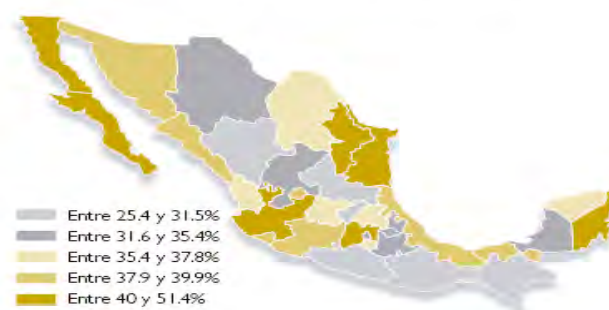 Entre 25.4 y 31.5%
Entre 31.6 y 35.4%
Entre 35.4 y 37.8%
Entre 37.9 y 39.9%
Entre 40 y 51.4%